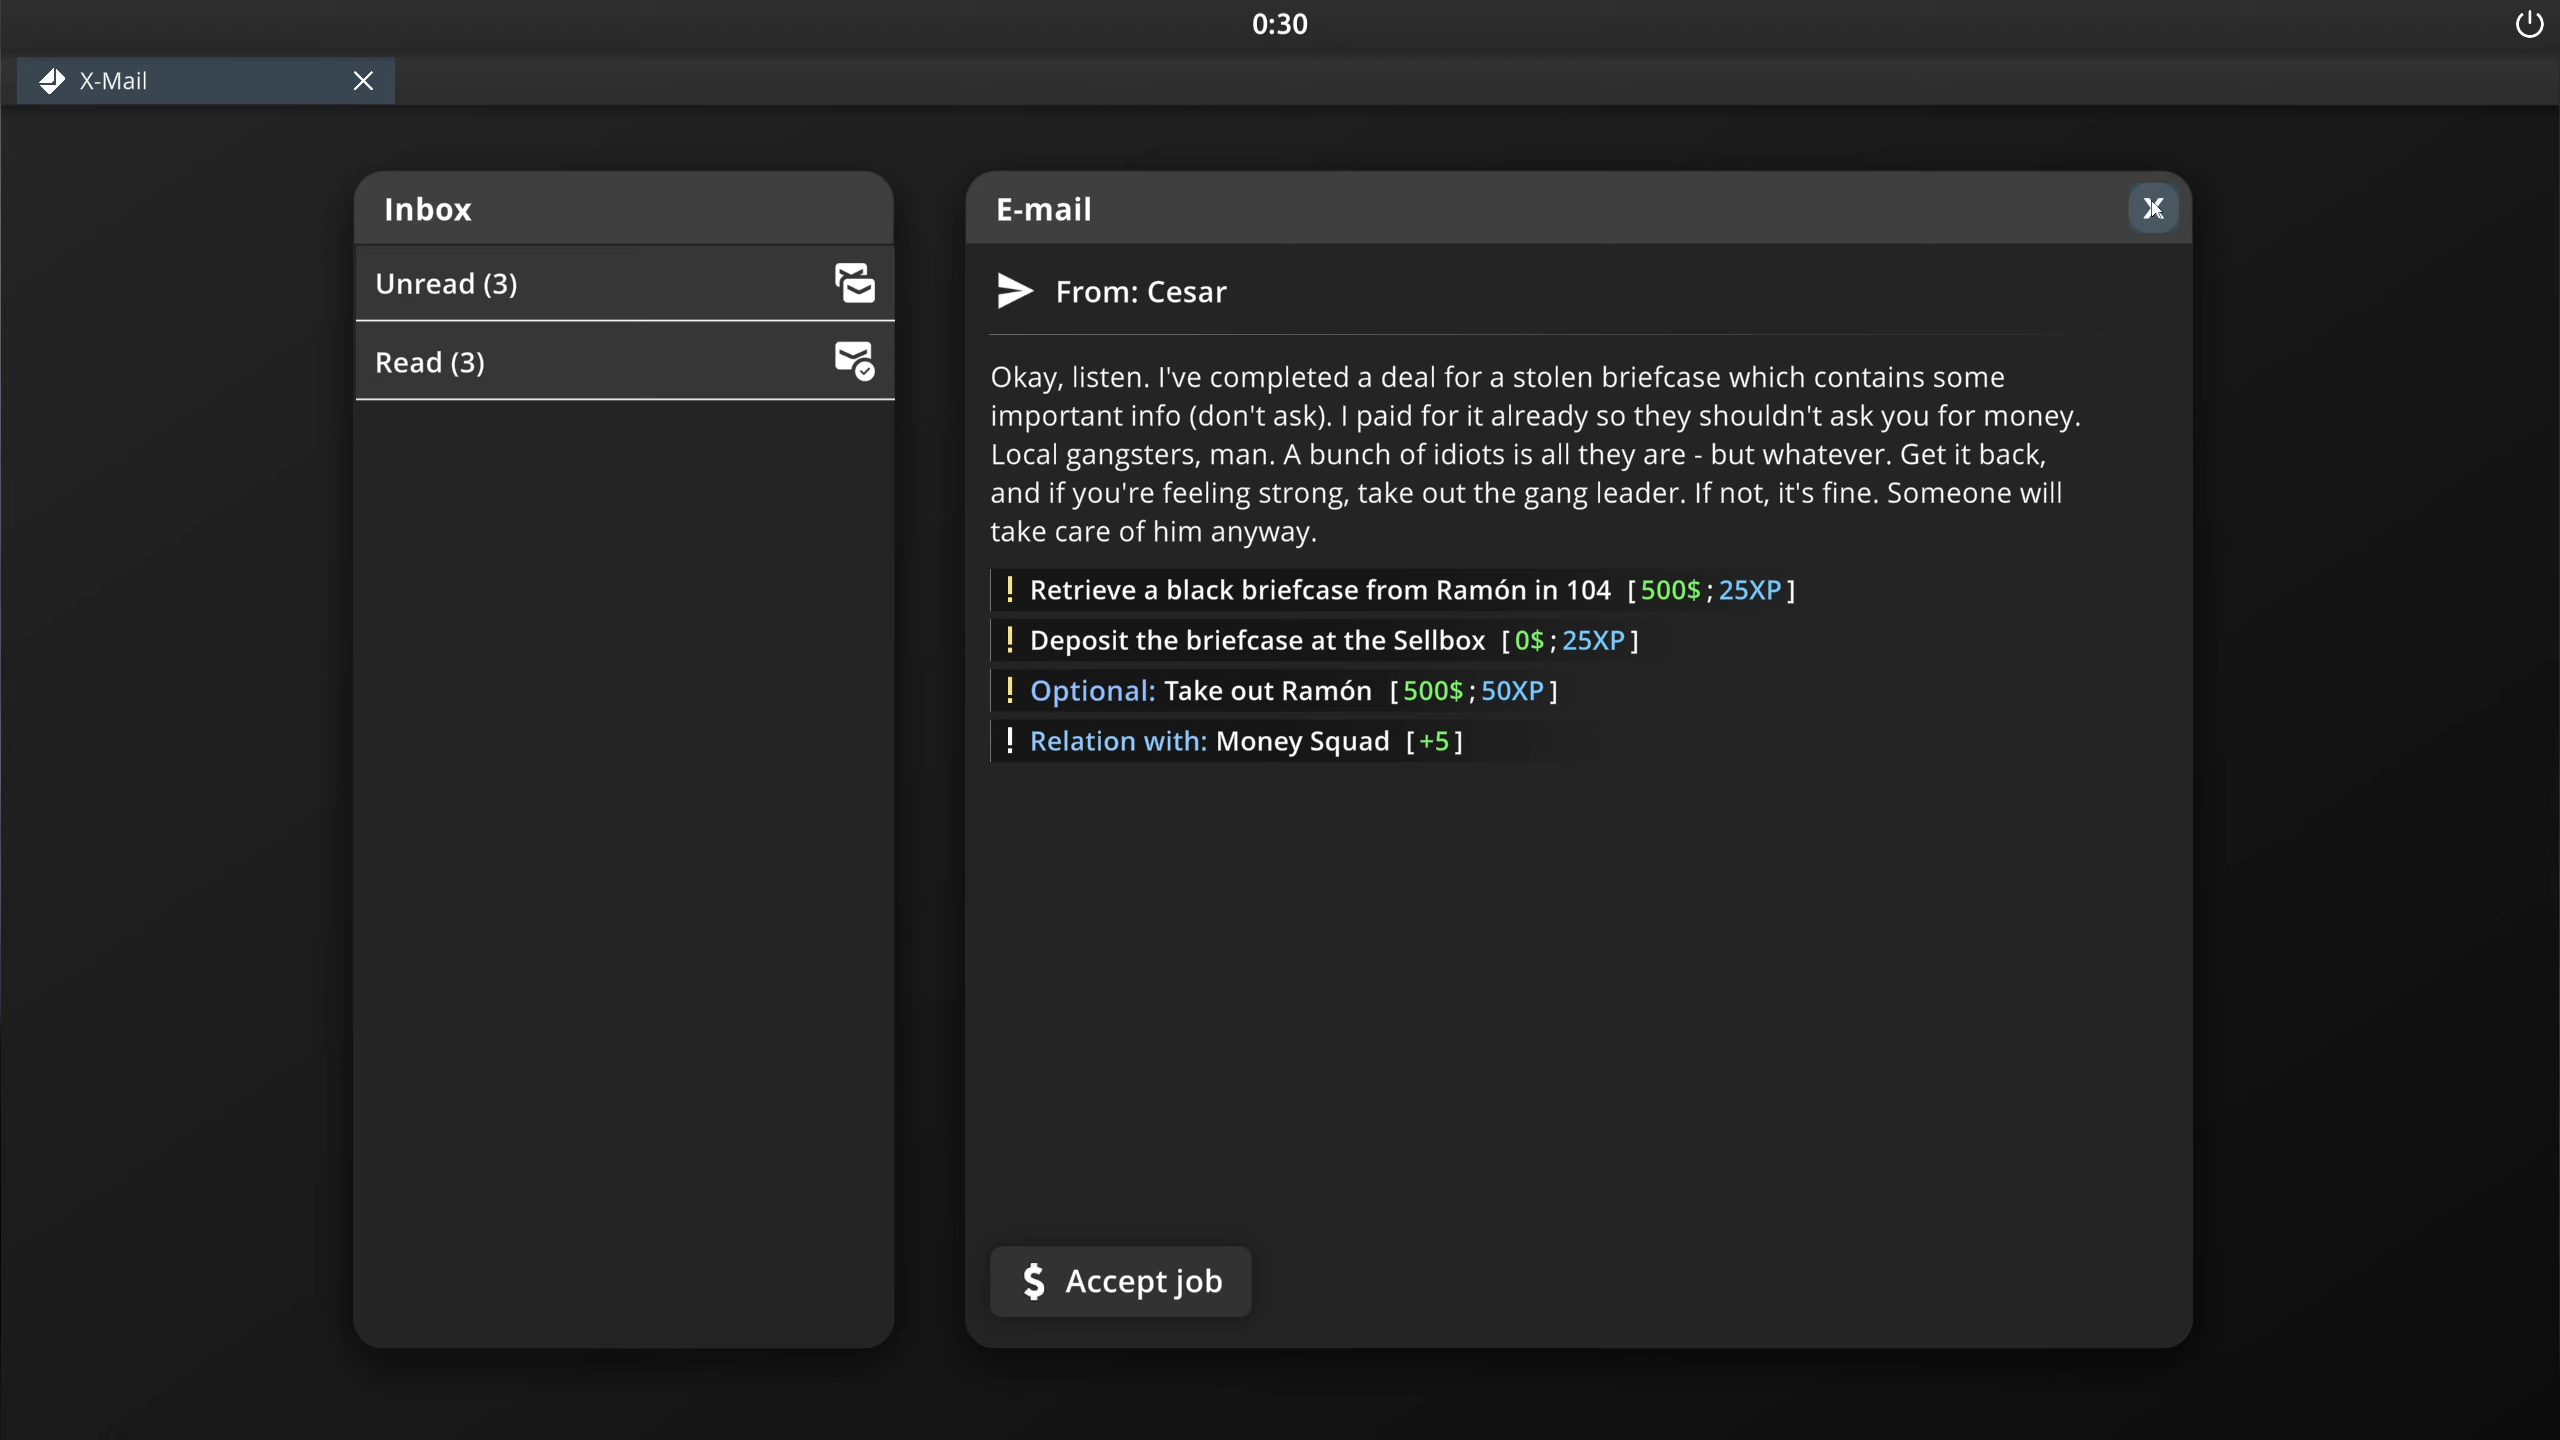 0:30
X-Mail
Inbox
Unread (3)
Read (3)
E-mail
X
From: Cesar
Okay, listen. I've completed a deal for a stolen briefcase which contains some
important info (don't ask). I paid for it already so they shouldn't ask you for money.
Local gangsters, man. A bunch of idiots is all they are - but whatever. Get it back,
and if you're feeling strong, take out the gang leader. If not, it's fine. Someone will
take care of him anyway.
! Retrieve a black briefcase from Ramón in 104 [500$;25XP]
! Deposit the briefcase at the Sellbox [0$;25XP]
! Optional: Take out Ramón [500$;50XP]
! Relation with: Money Squad [+5]
$ Accept job